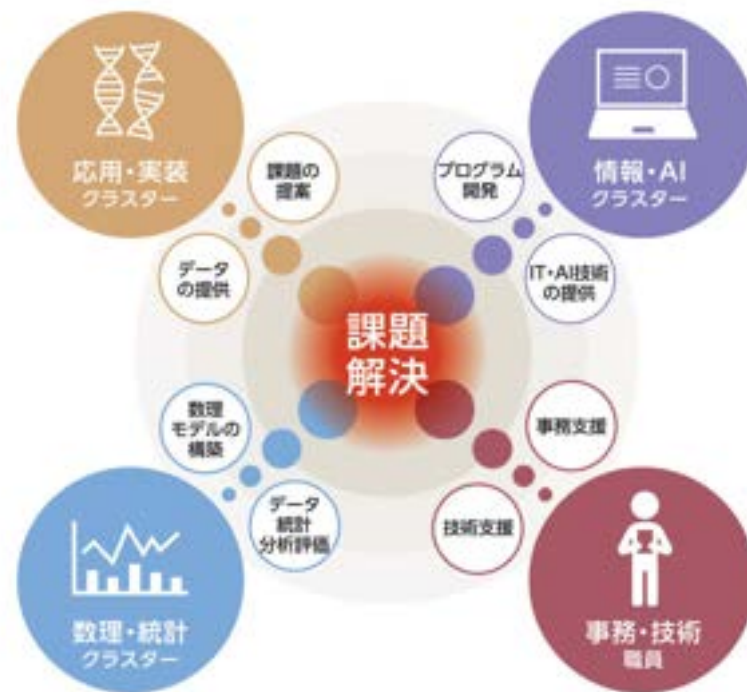 応用・実装
クラスター
課題の
提案
データ
の提供
情報・AI
クラスター
プログラム
開発
IT・AI技術
の提供
課題
解決
数理
モデルの
構築
データ
統計
分析評価
数理・統計
クラスター
事務支援
技術支援
事務・技術
職員